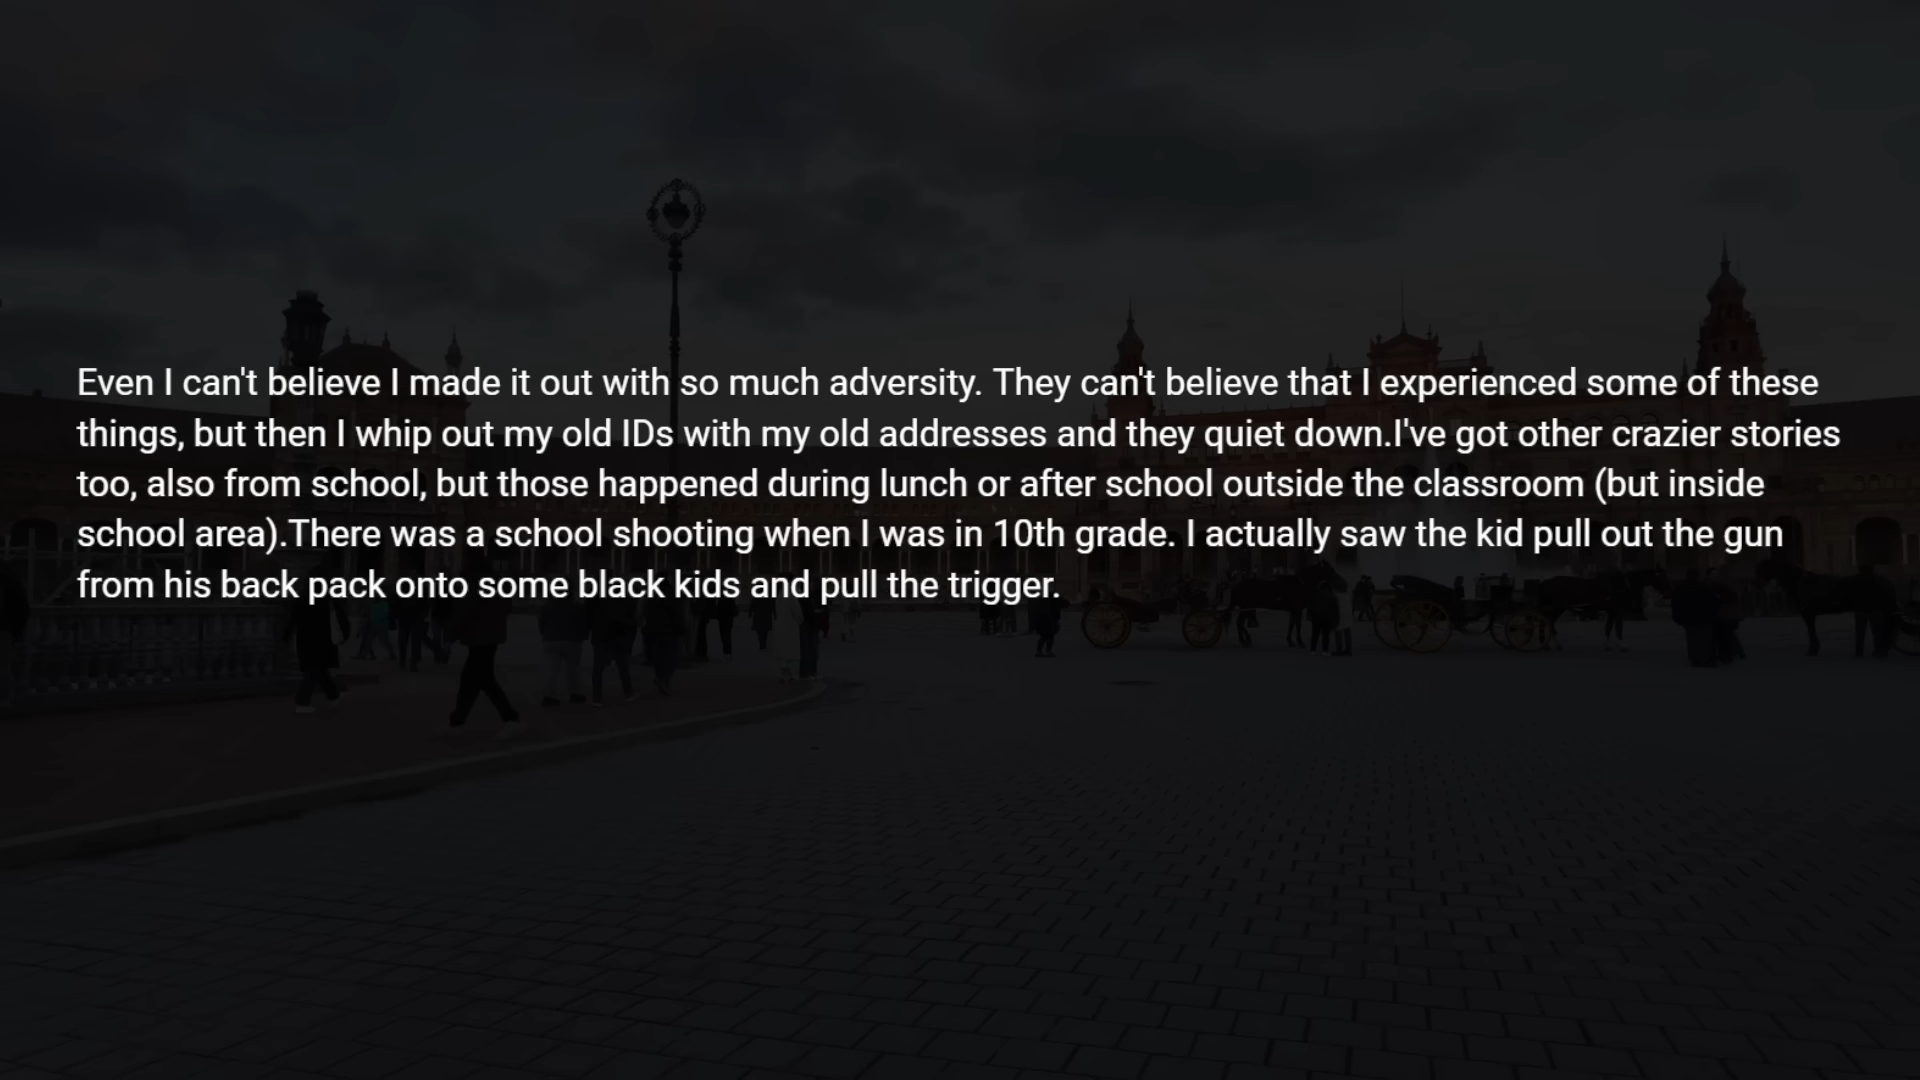 Even I can't believe I made it out with so much adversity. They can't believe that I experienced some of these
things, but then I whip out my old IDs with my old addresses and they quiet down.I've got other crazier stories
too, also from school, but those happened during lunch or after school outside the classroom (but inside
school area).There was a school shooting when I was in 10th grade. I actually saw the kid pull out the gun
from his back pack onto some black kids and pull the trigger.